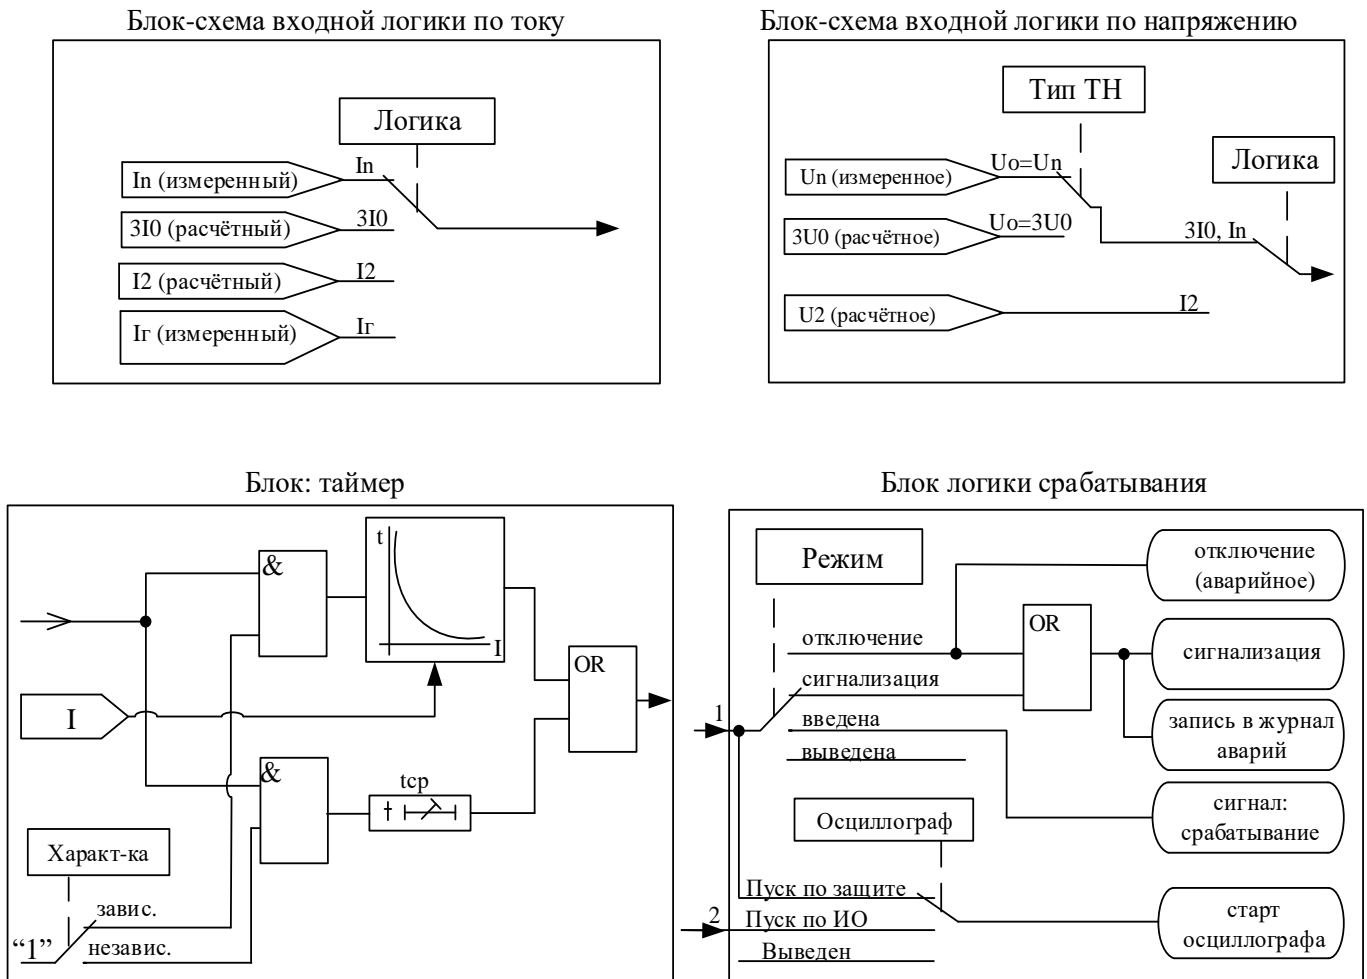 Блок-схема входной логики по току
Логика
In (измеренный)
In
3I0 (расчётный)
3I0
I2 (расчётный)
I2
Iг (измеренный)
Iг
Блок-схема входной логики по напряжению
Тип ТН
Логика
Un (измеренное)
Uo=Un
3U0 (расчётное)
Uo=3U0
3I0, In
U2 (расчётное)
I2
Блок: таймер
&
t
I
I
OR
&
tср
Характ-ка
завис.
“1”
независ.
Блок логики срабатывания
Режим
отключение
сигнализация
введена
выведена
1
OR
отключение
(аварийное)
сигнализация
запись в журнал
аварий
сигнал:
срабатывание
Осциллограф
Пуск по защите
2
Пуск по ИО
Выведен
старт
осциллографа